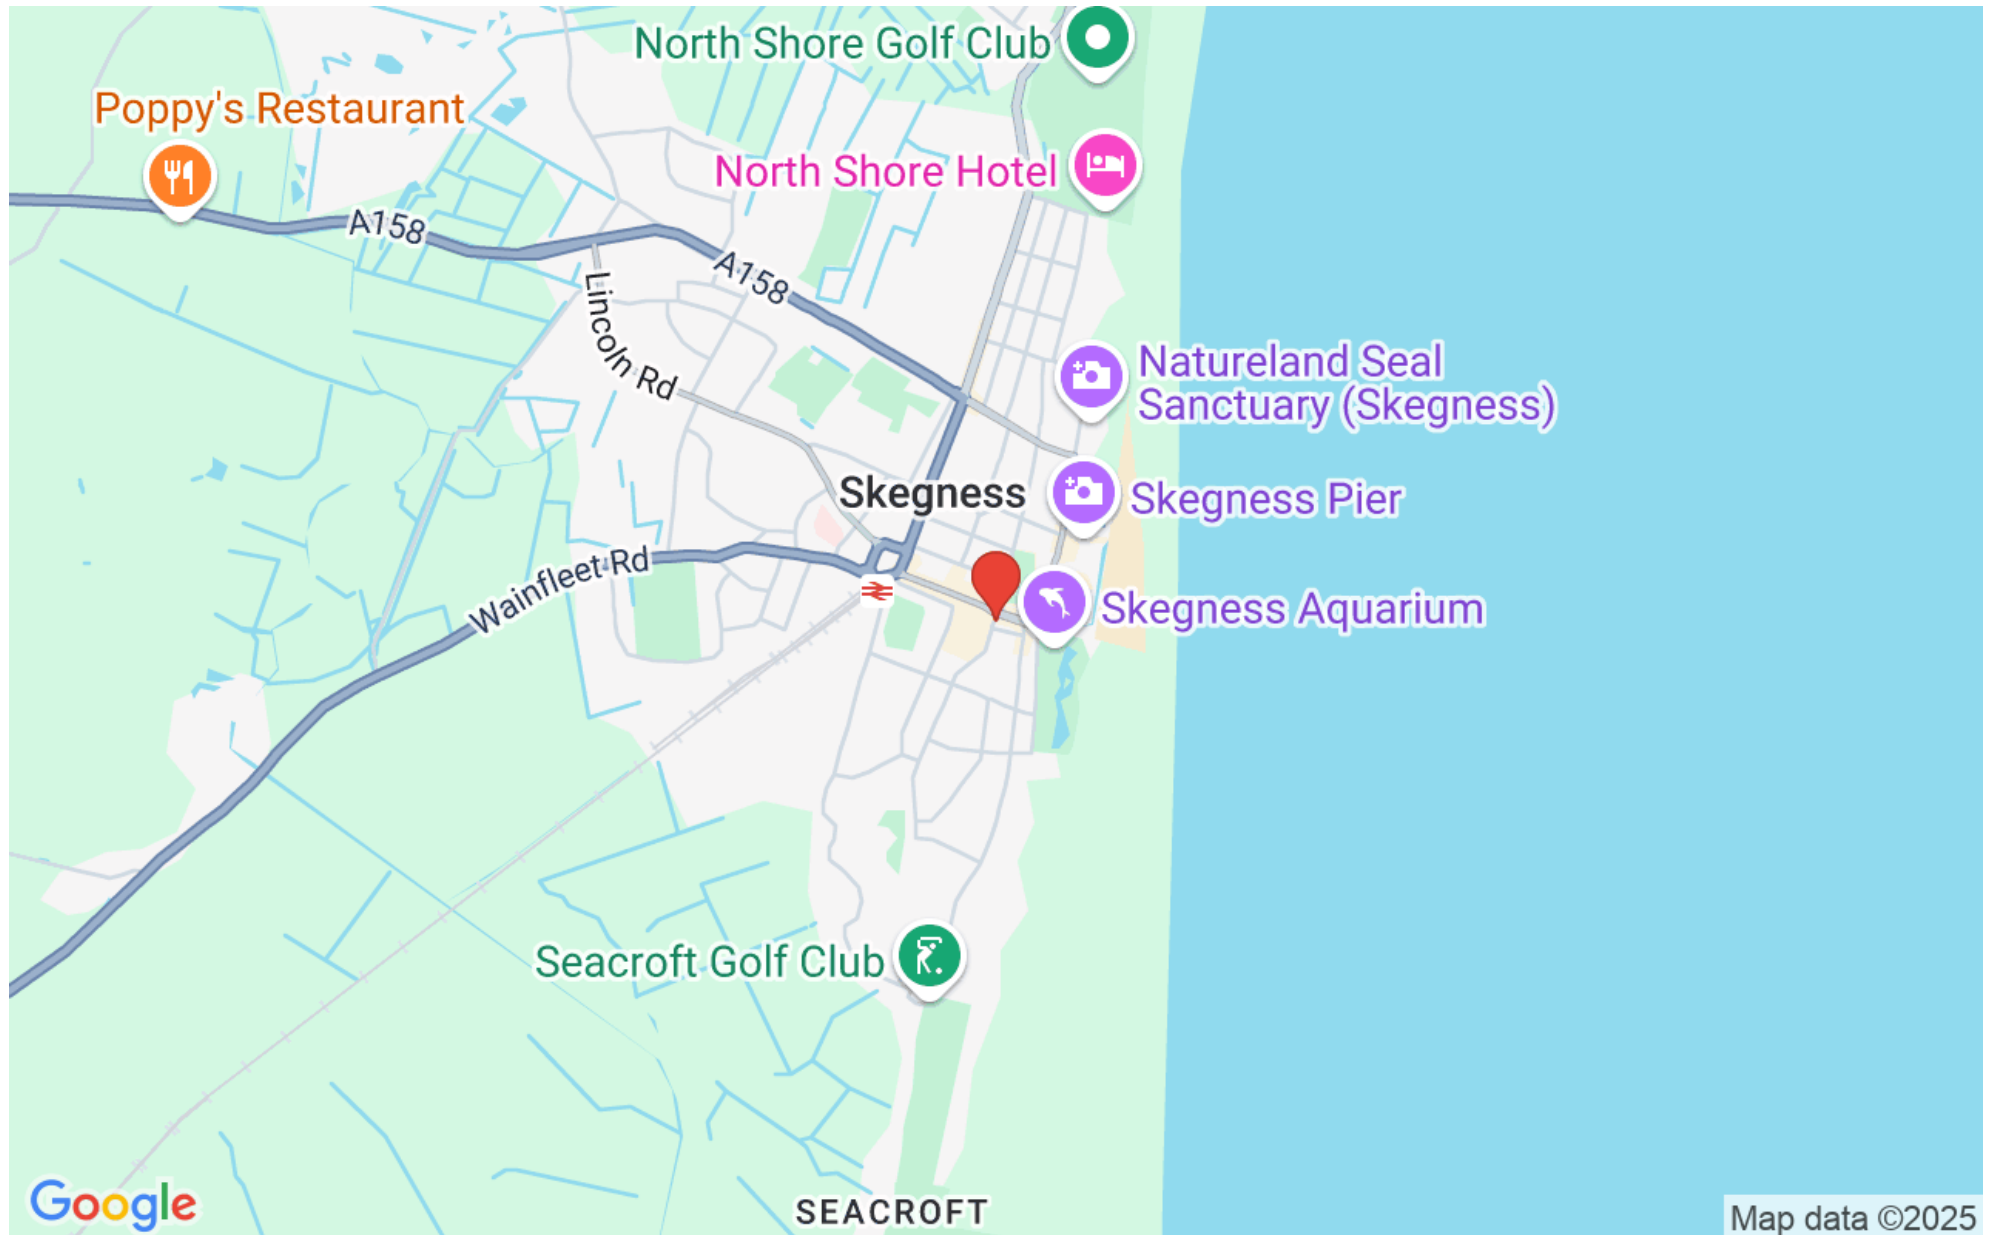 North Shore Golf Club
Poppy's Restaurant
North Shore Hotel
A158
A158
Lincoln Rd
Natureland Seal
Sanctuary (Skegness)
Skegness
Skegness Pier
Wainfleet Rd
Skegness Aquarium
Seacroft Golf Club
Google
SEACROFT
Map data ©2025